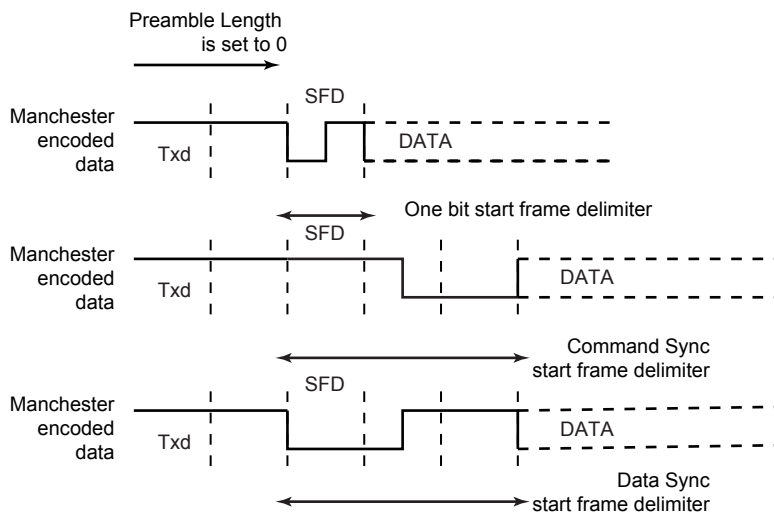 Preamble Length
is set to 0
SFD
Manchester
encoded
data
Txd
DATA
One bit start frame delimiter
SFD
Manchester
encoded
data
Txd
DATA
Command Sync
start frame delimiter
SFD
Manchester
encoded
data
Txd
DATA
Data Sync
start frame delimiter